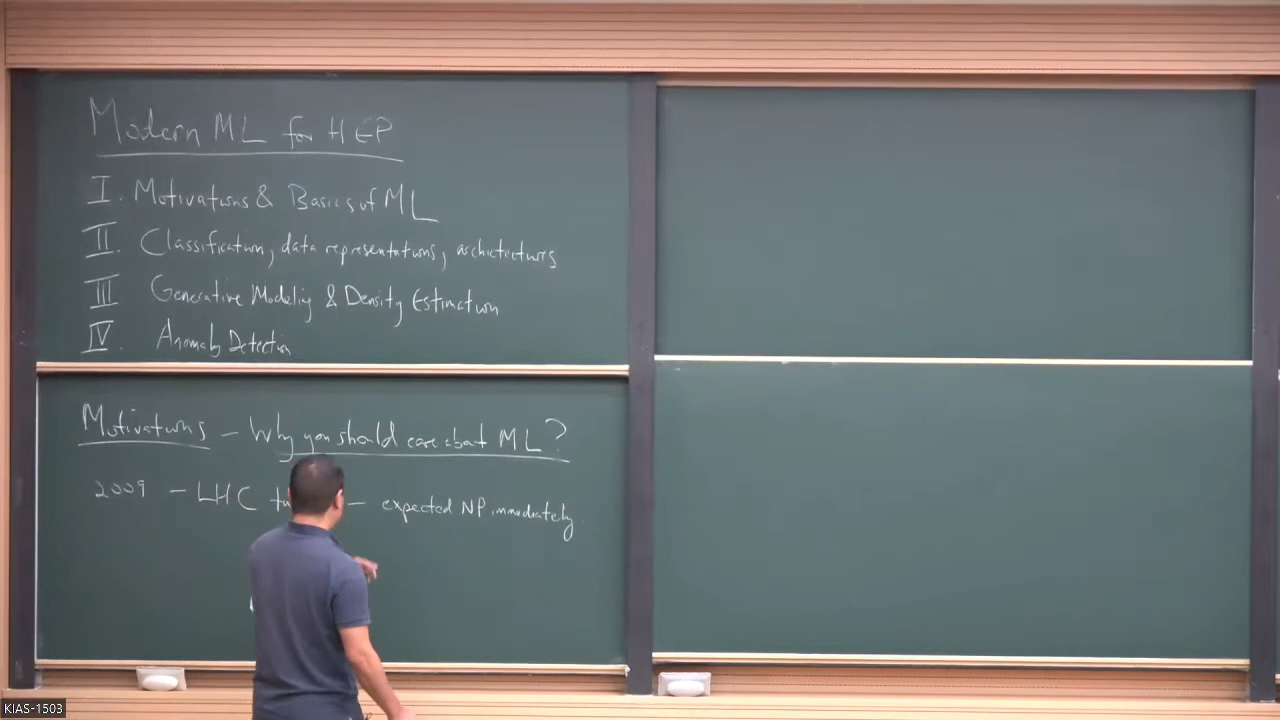 Modern ML for HEP
I. Motivations & Basics of ML
II. Classification, data representations, architectures
III Generative Modeling & Density Estimation
IV. Anomaly Detection
Motivations - Why you should care about ML?
2009 - LHC - expected NP immediately.
KIAS-1503